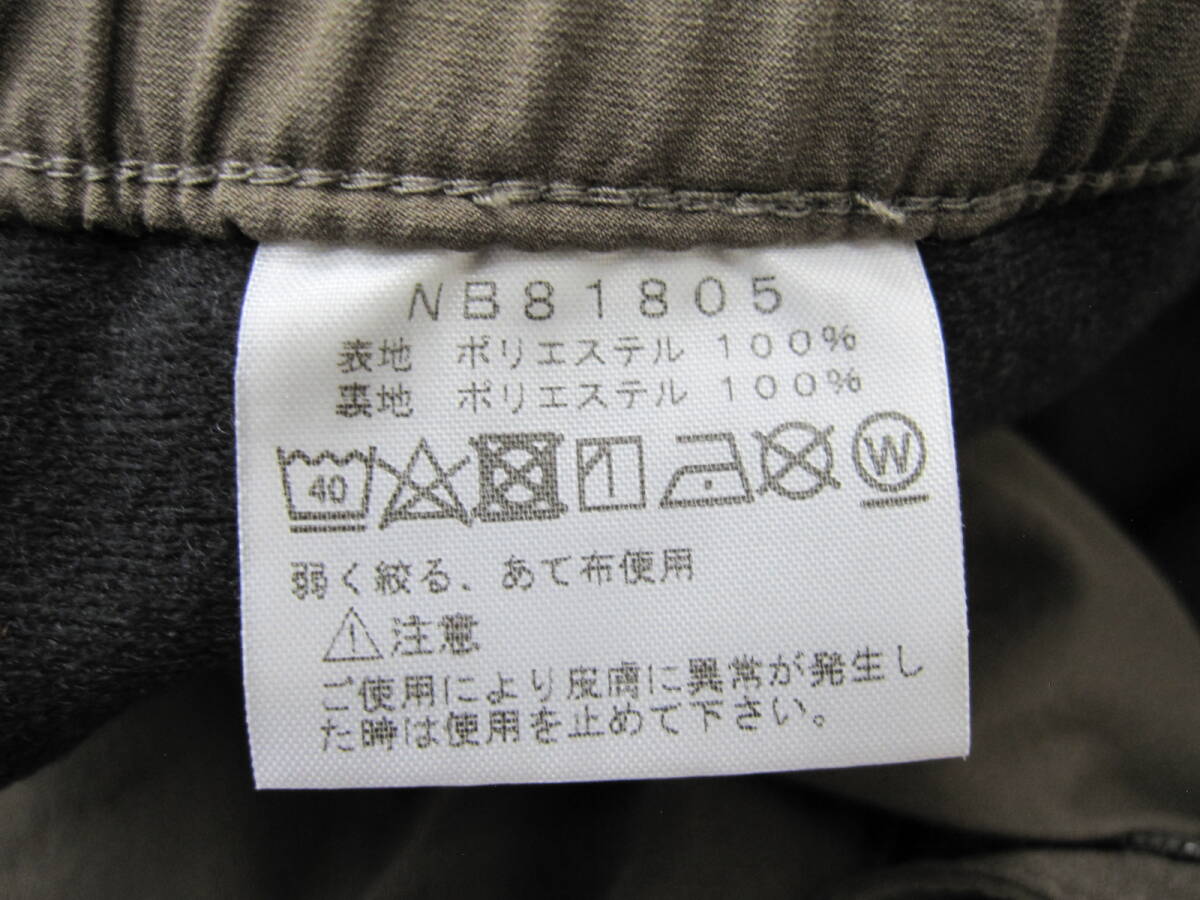 NB81805
表地 ポリエステル 100%
裏地 ポリエステル 100%
40 W
弱く絞る、あて布使用
注意
ご使用により皮膚に異常が発生し
た時は使用を止めて下さい。